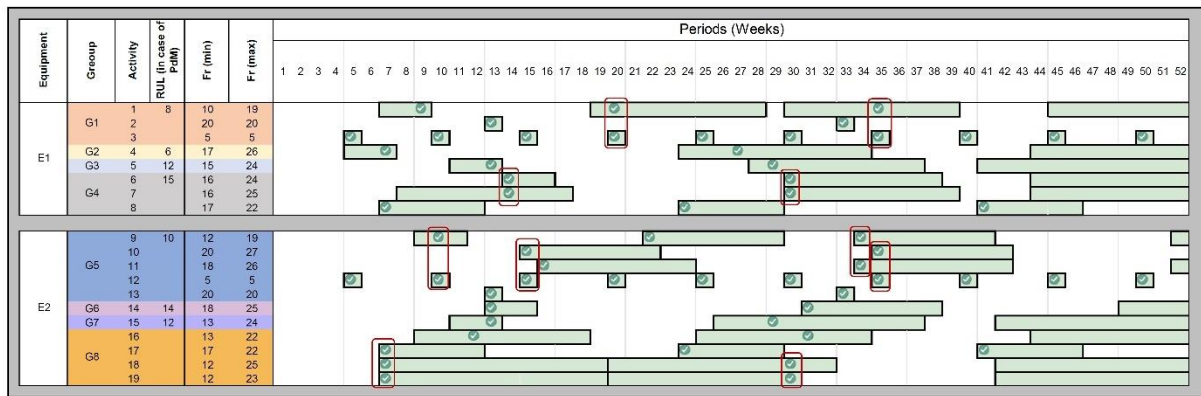 Periods (Weeks)
Equipment Greoup Activity RUL (In case of PdM) Fr (min) Fr (max)
1 2 3 4 5 6 7 8 9 10 11 12 13 14 15 16 17 18 19 20 21 22 23 24 25 26 27 28 29 30 31 32 33 34 35 36 37 38 39 40 41 42 43 44 45 46 47 48 49 50 51 52
E1
G1
1 8 10 19
2 20 20
3 5 5
G2 4 6 17 26
G3 5 12 15 24
G4
6 15 16 24
7 16 25
8 17 22
E2
G5
9 10 12 19
10 20 27
11 18 26
12 5 5
13 20 20
G6 14 14 18 25
G7 15 12 13 24
G8
16 13 22
17 17 22
18 12 25
19 12 23